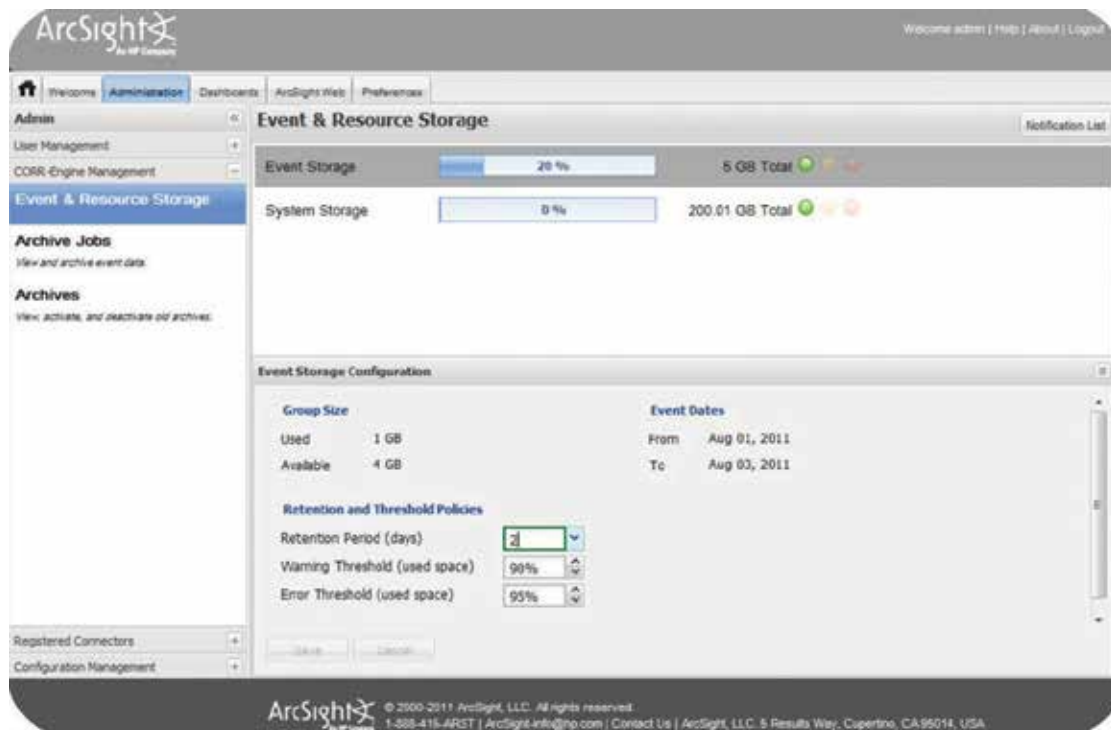 ArcSight
An HP Company
Welcome admin | Help | About | Logout
Welcome Administration Dashboards ArcSight Web Preferences
Admin
User Management
CORR-Engine Management
Event & Resource Storage
Archive Jobs
View and archive event data.
Archives
View, activate, and deactivate old archives.
Registered Connectors
Configuration Management
Event & Resource Storage
Notification List
Event Storage 20 % 5 GB Total
System Storage 0 % 200.01 GB Total
Event Storage Configuration
Group Size
Used 1 GB
Available 4 GB
Event Dates
From Aug 01, 2011
To Aug 03, 2011
Retention and Threshold Policies
Retention Period (days) 2
Warning Threshold (used space) 90%
Error Threshold (used space) 95%
Save Cancel
ArcSight
An HP Company
© 2000-2011 ArcSight, LLC. All rights reserved.
1-888-415-ARST | ArcSight-info@hp.com | Contact Us | ArcSight, LLC. 5 Results Way, Cupertino, CA 95014, USA